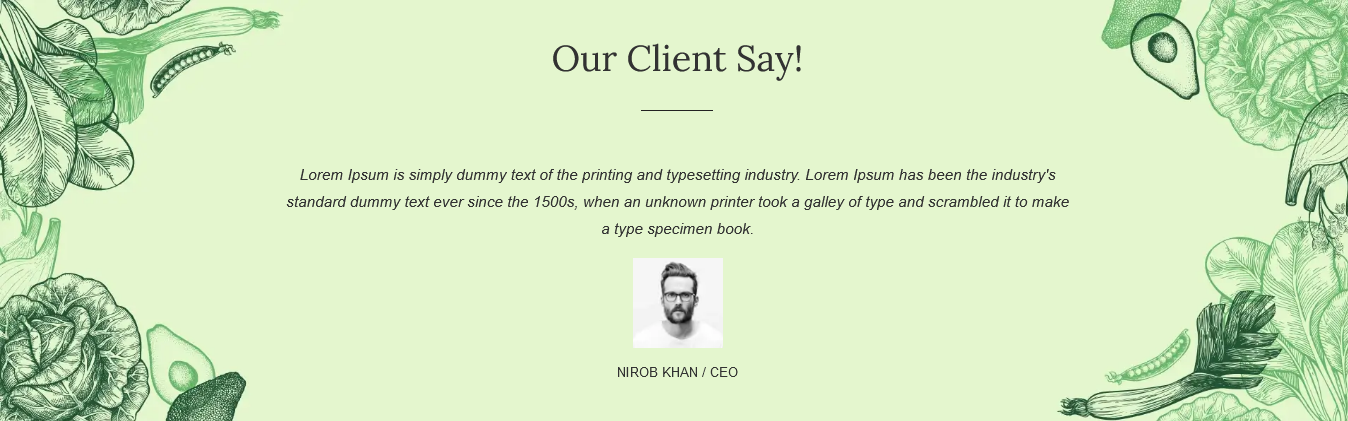 Our Client Say!
Lorem Ipsum is simply dummy text of the printing and typesetting industry. Lorem Ipsum has been the industry's
standard dummy text ever since the 1500s, when an unknown printer took a galley of type and scrambled it to make
a type specimen book.
NIROB KHAN / CEO